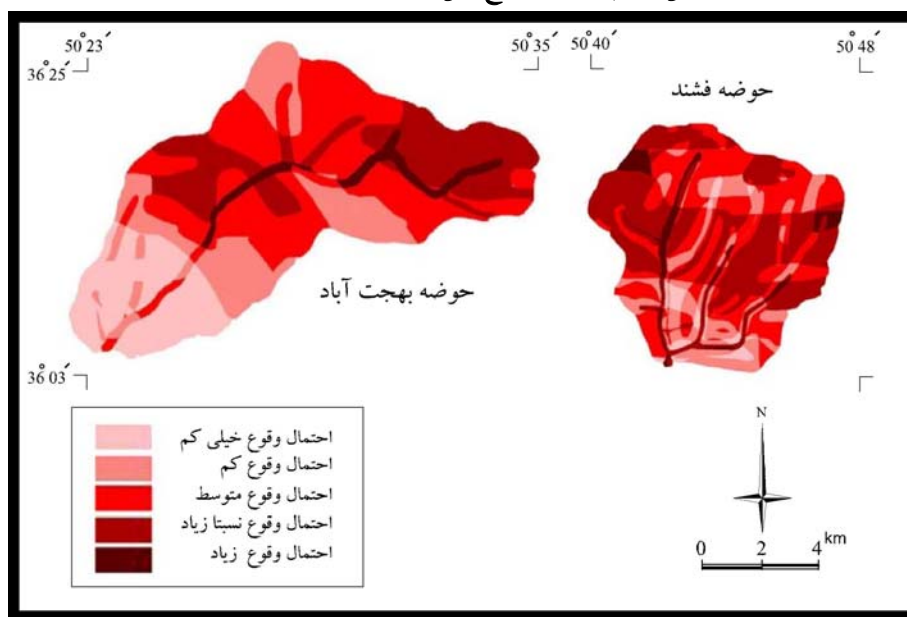 50° 23′
50° 35′
50° 40′
50° 48′
36° 25′
حوضه فشند
حوضه بهجت آباد
36° 03′
احتمال وقوع خیلی کم
احتمال وقوع کم
احتمال وقوع متوسط
احتمال وقوع نسبتا زیاد
احتمال وقوع زیاد
N
km
0 2 4